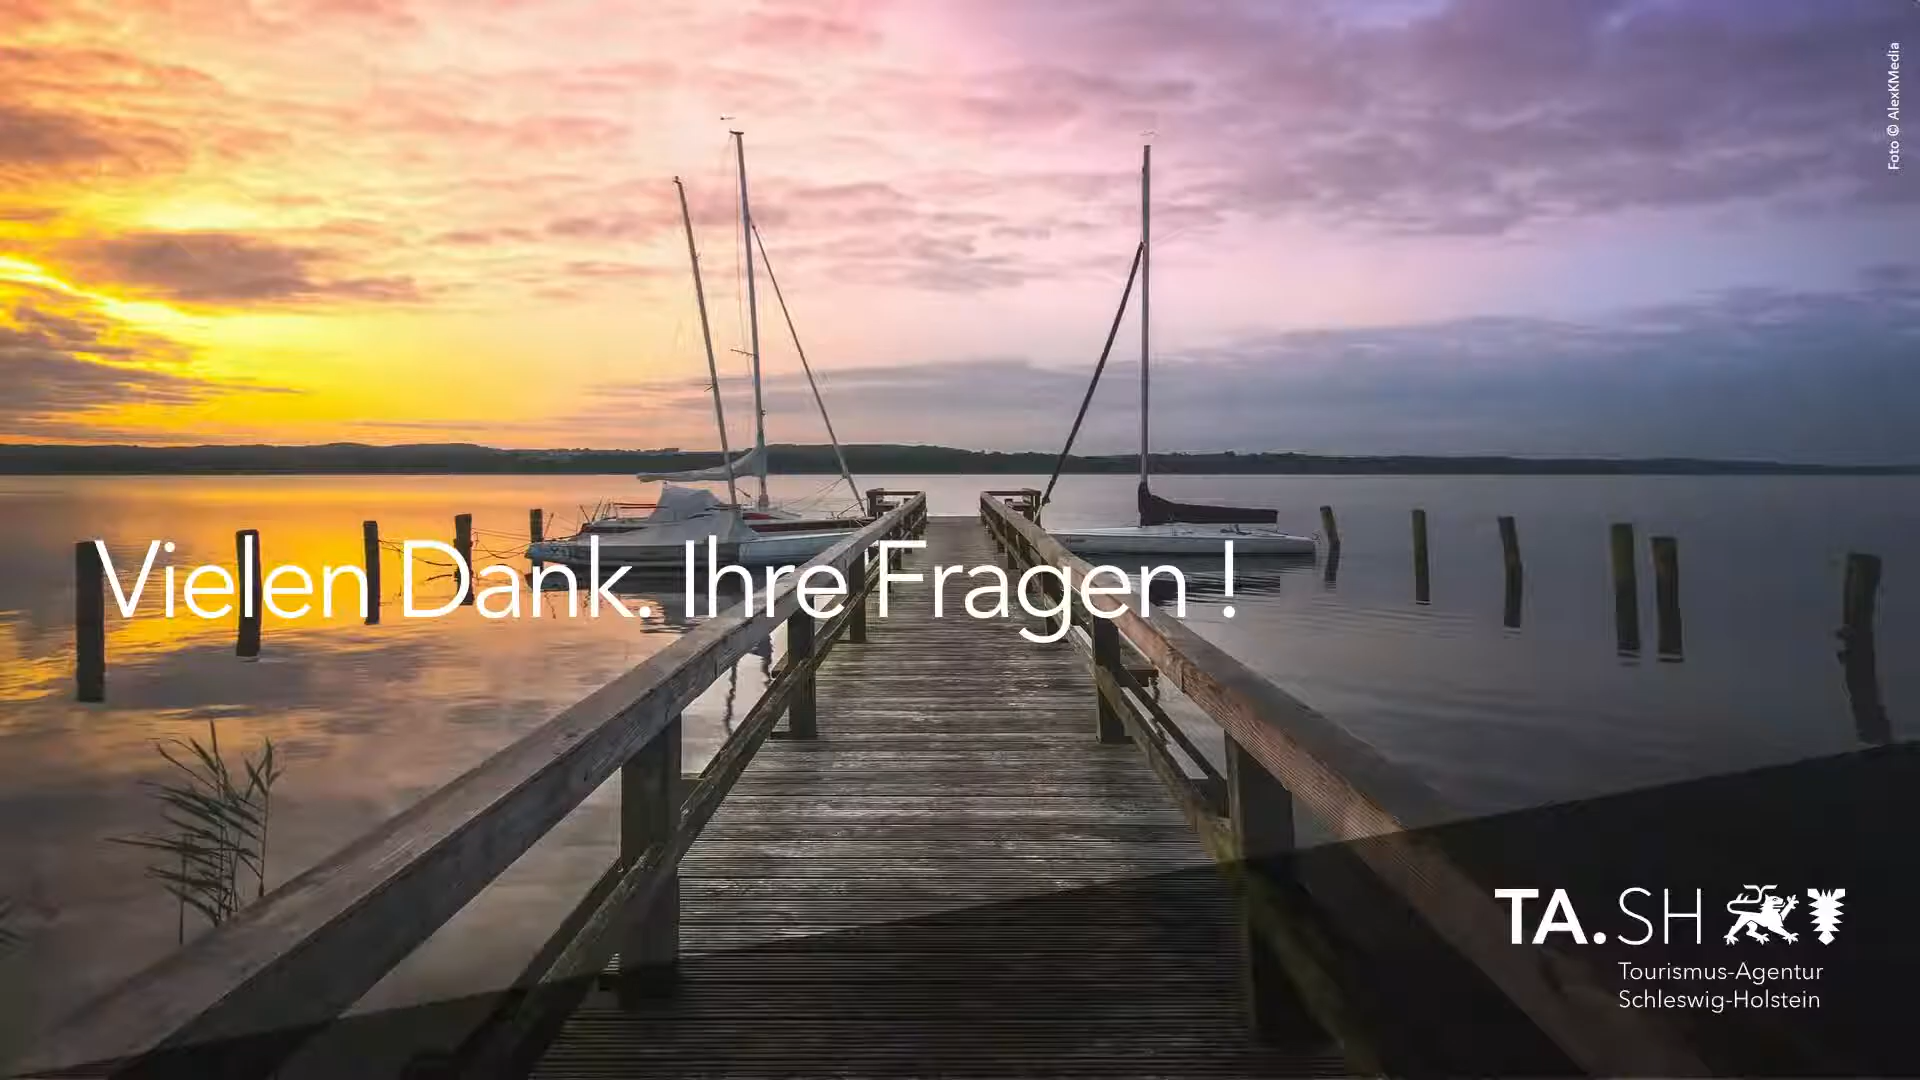 Foto © AlexKMedia
Vielen Dank. Ihre Fragen !
TA.SH
Tourismus-Agentur
Schleswig-Holstein